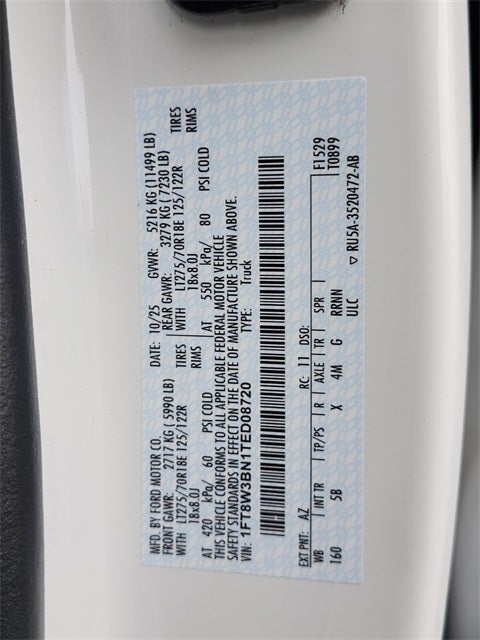 MFD. BY FORD MOTOR CO.
DATE: 10/25 GVWR: 5216 KG (11499 LB)
FRONT GAWR: 2717 KG ( 5990 LB) REAR GAWR: 3279 KG ( 7230 LB)
WITH LT275/70R18E 125/122R TIRES WITH LT275/70R18E 125/122R TIRES
18x8.0J RIMS 18x8.0J RIMS
AT 420 kPa/ 60 PSI COLD AT 550 kPa/ 80 PSI COLD
THIS VEHICLE CONFORMS TO ALL APPLICABLE FEDERAL MOTOR VEHICLE
SAFETY STANDARDS IN EFFECT ON THE DATE OF MANUFACTURE SHOWN ABOVE.
VIN: 1FT8W3BN1TED08720 TYPE: Truck
F1529
T0899
EXT PNT: AZ RC: 11 DSO:
WB INT TR TP/PS R AXLE TR SPR
160 5B X 4M G RRNN
ULC
▽ RU5A-3520472-AB